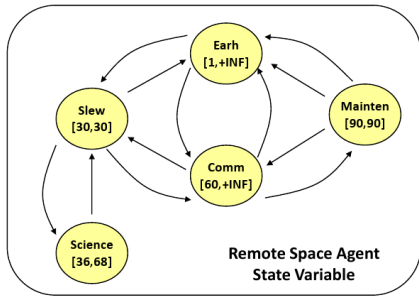 Earh
[1,+INF]
Slew
[30,30]
Mainten
[90,90]
Comm
[60,+INF]
Science
[36,68]
Remote Space Agent
State Variable